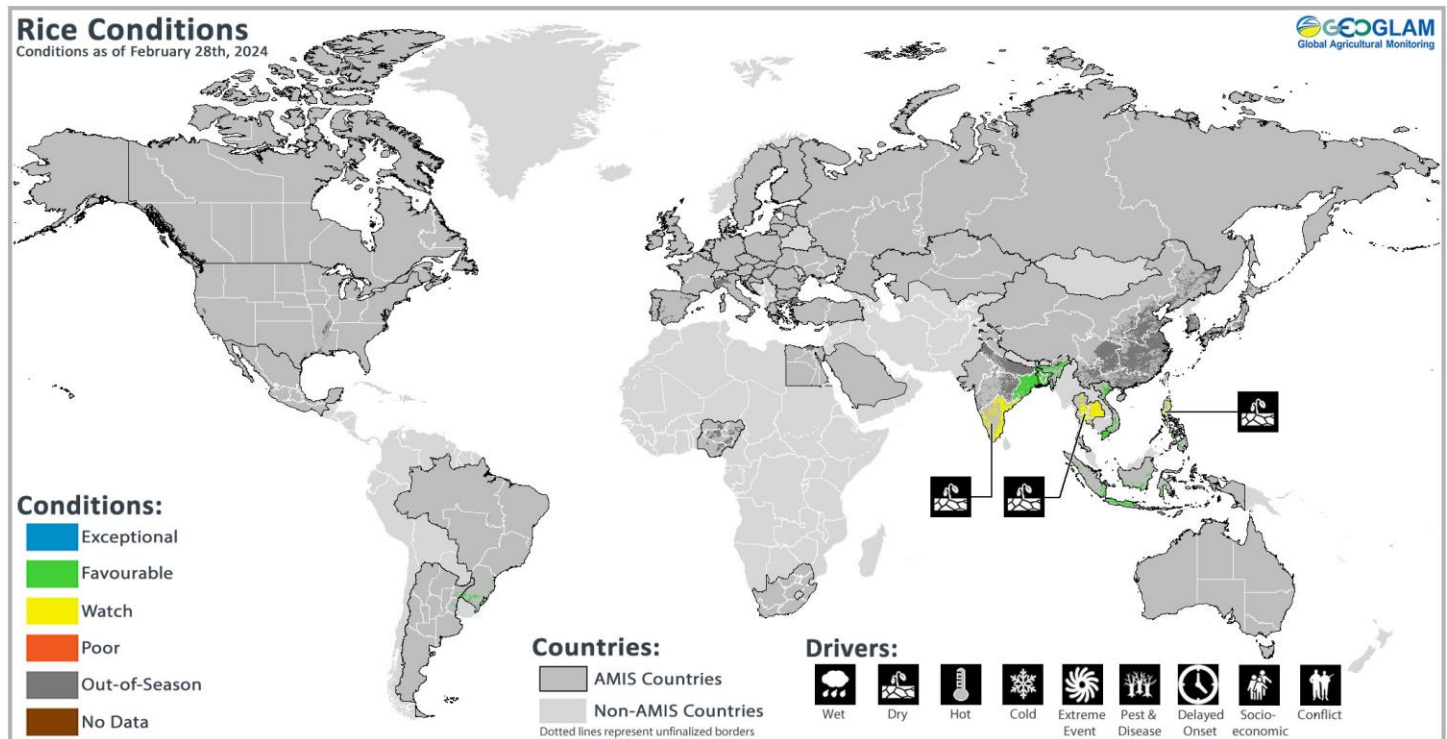 Rice Conditions
Conditions as of February 28th, 2024
GEOGLAM
Global Agricultural Monitoring
Conditions:
Exceptional
Favourable
Watch
Poor
Out-of-Season
No Data
Countries:
AMIS Countries
Non-AMIS Countries
Dotted lines represent unfinalized borders
Drivers:
Wet
Dry
Hot
Cold
Extreme
Event
Pest &
Disease
Delayed
Onset
Socio-
economic
Conflict